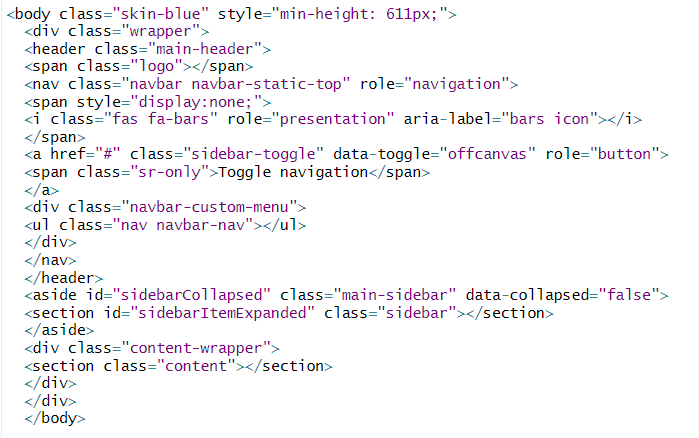 <body class="skin-blue" style="min-height: 611px;">
<div class="wrapper">
<header class="main-header">
<span class="logo"></span>
<nav class="navbar navbar-static-top" role="navigation">
<span style="display:none;">
<i class="fas fa-bars" role="presentation" aria-label="bars icon"></i>
</span>
<a href="#" class="sidebar-toggle" data-toggle="offcanvas" role="button">
<span class="sr-only">Toggle navigation</span>
</a>
<div class="navbar-custom-menu">
<ul class="nav navbar-nav"></ul>
</div>
</nav>
</header>
<aside id="sidebarCollapsed" class="main-sidebar" data-collapsed="false">
<section id="sidebarItemExpanded" class="sidebar"></section>
</aside>
<div class="content-wrapper">
<section class="content"></section>
</div>
</div>
</body>